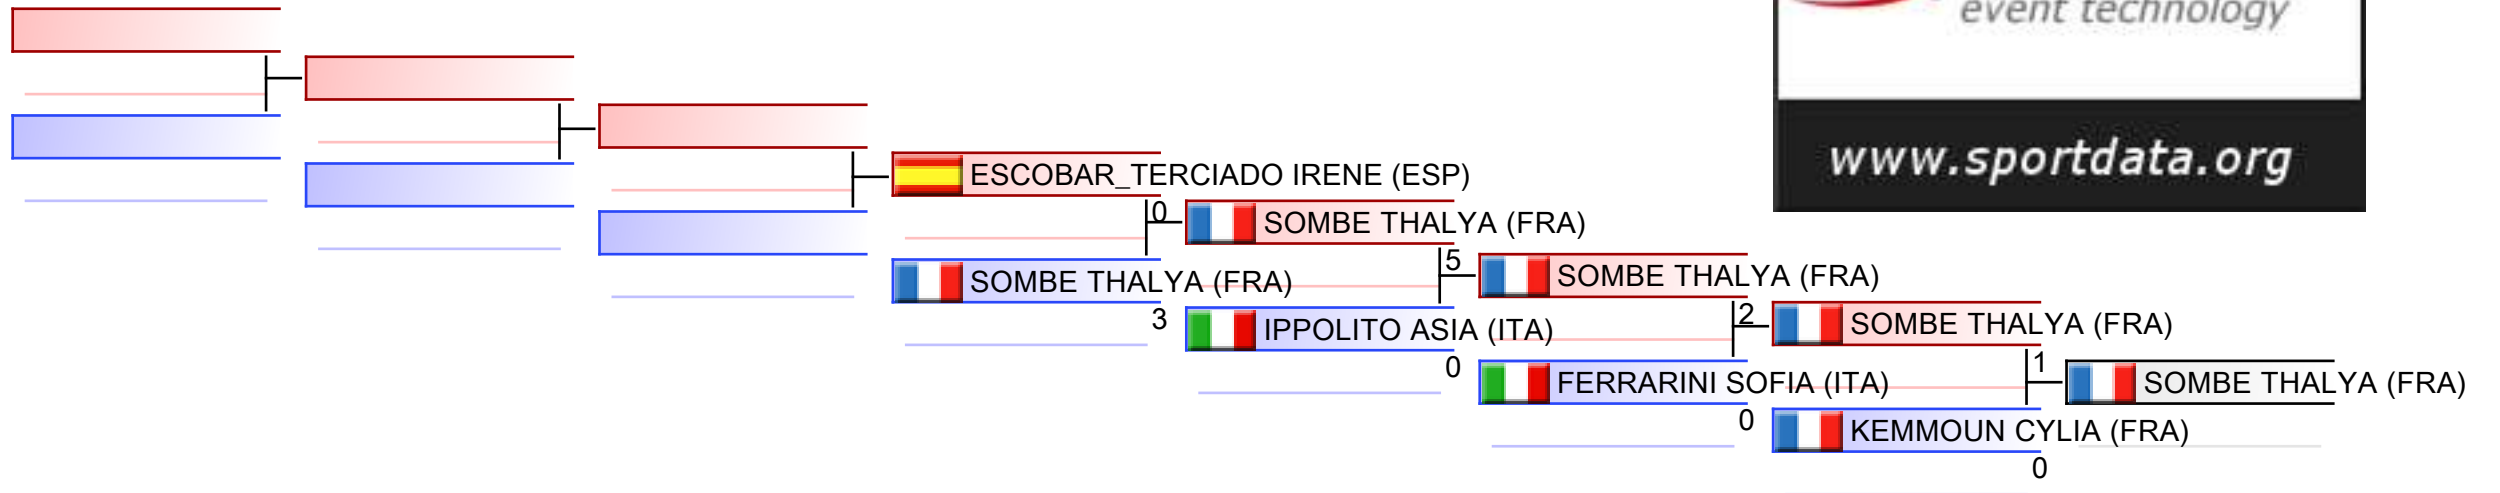 event technology
www.sportdata.org
ESCOBAR_TERCIADO IRENE (ESP)
0
SOMBE THALYA (FRA)
SOMBE THALYA (FRA)
3
5
IPPOLITO ASIA (ITA)
0
SOMBE THALYA (FRA)
2
FERRARINI SOFIA (ITA)
0
SOMBE THALYA (FRA)
1
KEMMOUN CYLIA (FRA)
0
SOMBE THALYA (FRA)